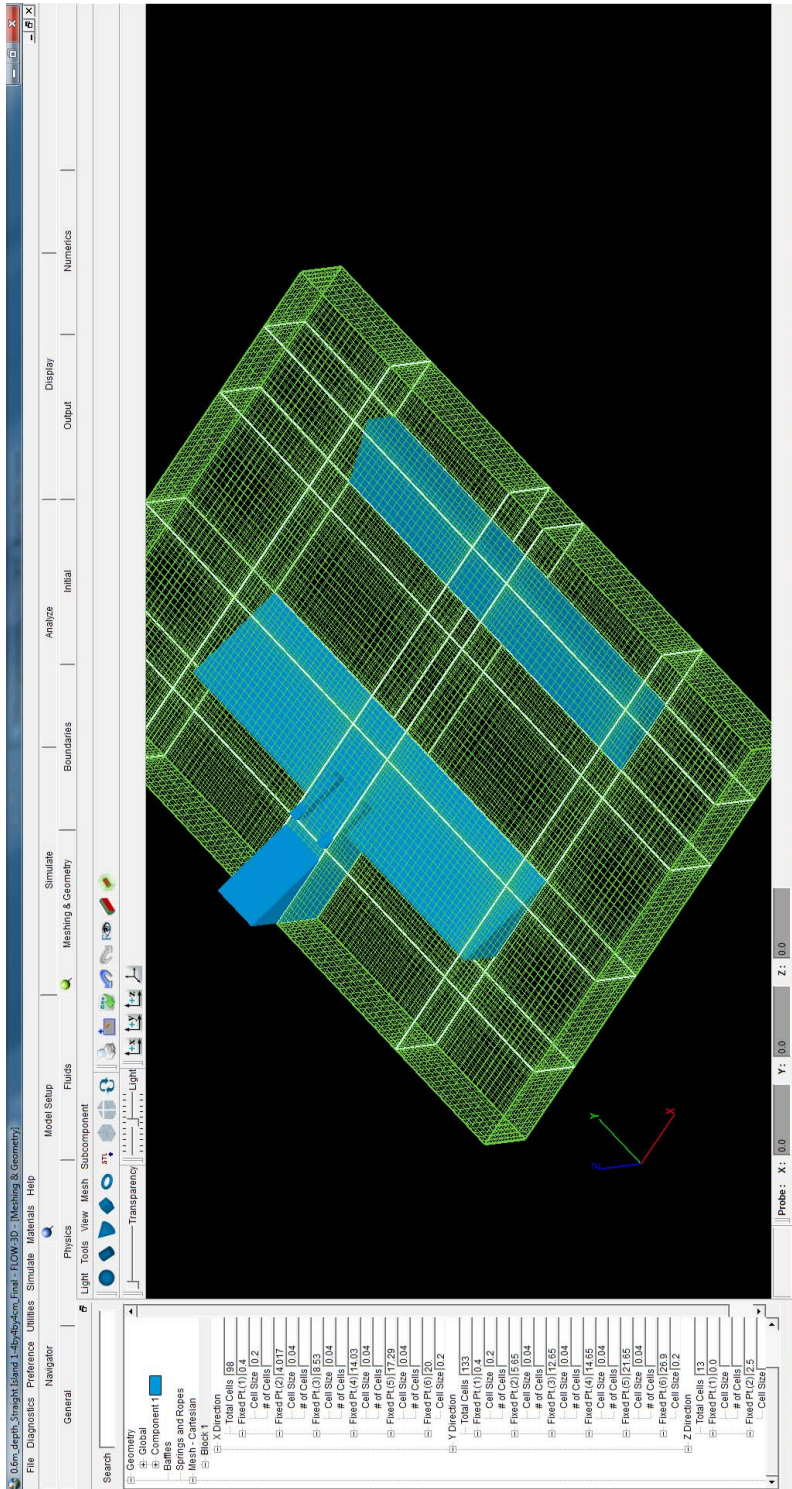 0.6m_depth_Straight Island 1-4by4by4cm_Final - FLOW-3D - [Meshing & Geometry]
File Diagnostics Preference Utilities Simulate Materials Help
Navigator Model Setup Simulate Analyze Display
General Physics Fluids Meshing & Geometry Boundaries Initial Output Numerics
Light Tools View Mesh Subcomponent
STL
Search
Transparency Light +x +y +z
Geometry
Global
Component 1
Baffles
Springs and Ropes
Mesh - Cartesian
Block 1
X Direction
Total Cells 98
Fixed Pt.(1) 0.4
Cell Size 0.2
# of Cells
Fixed Pt.(2) 4.017
Cell Size 0.04
# of Cells
Fixed Pt.(3) 8.53
Cell Size 0.04
# of Cells
Fixed Pt.(4) 14.03
Cell Size 0.04
# of Cells
Fixed Pt.(5) 17.29
Cell Size 0.04
# of Cells
Fixed Pt.(6) 20.
Cell Size 0.2
Y Direction
Total Cells 133
Fixed Pt.(1) 0.4
Cell Size 0.2
# of Cells
Fixed Pt.(2) 5.65
Cell Size 0.04
# of Cells
Fixed Pt.(3) 12.65
Cell Size 0.04
# of Cells
Fixed Pt.(4) 14.65
Cell Size 0.04
# of Cells
Fixed Pt.(5) 21.65
Cell Size 0.04
# of Cells
Fixed Pt.(6) 26.9
Cell Size 0.2
Z Direction
Total Cells 13
Fixed Pt.(1) 0.0
Cell Size
# of Cells
Fixed Pt.(2) 2.5
Cell Size
Z Y X
Probe: X: 0.0 Y: 0.0 Z: 0.0